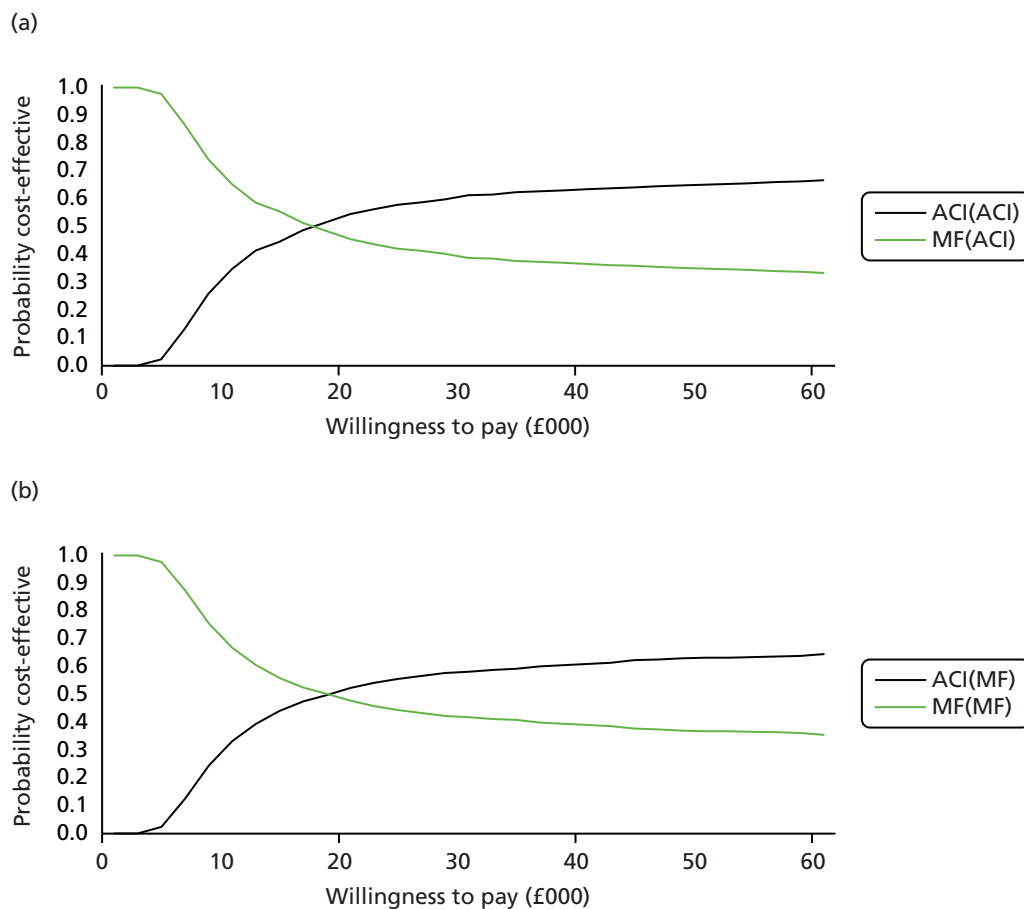 (a)
Probability cost-effective
1.0
0.9
0.8
0.7
0.6
0.5
0.4
0.3
0.2
0.1
0.0
0 10 20 30 40 50 60
Willingness to pay (£000)
ACI(ACI)
MF(ACI)
(b)
Probability cost-effective
1.0
0.9
0.8
0.7
0.6
0.5
0.4
0.3
0.2
0.1
0.0
0 10 20 30 40 50 60
Willingness to pay (£000)
ACI(MF)
MF(MF)